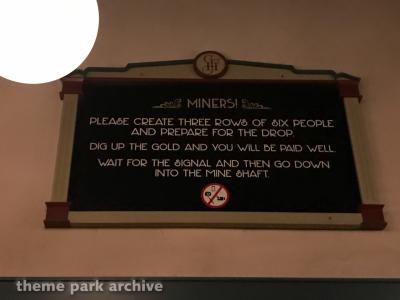 MINERS!
PLEASE CREATE THREE ROWS OF SIX PEOPLE
AND PREPARE FOR THE DROP.
DIG UP THE GOLD AND YOU WILL BE PAID WELL.
WAIT FOR THE SIGNAL AND THEN GO DOWN
INTO THE MINE SHAFT.
theme park archive